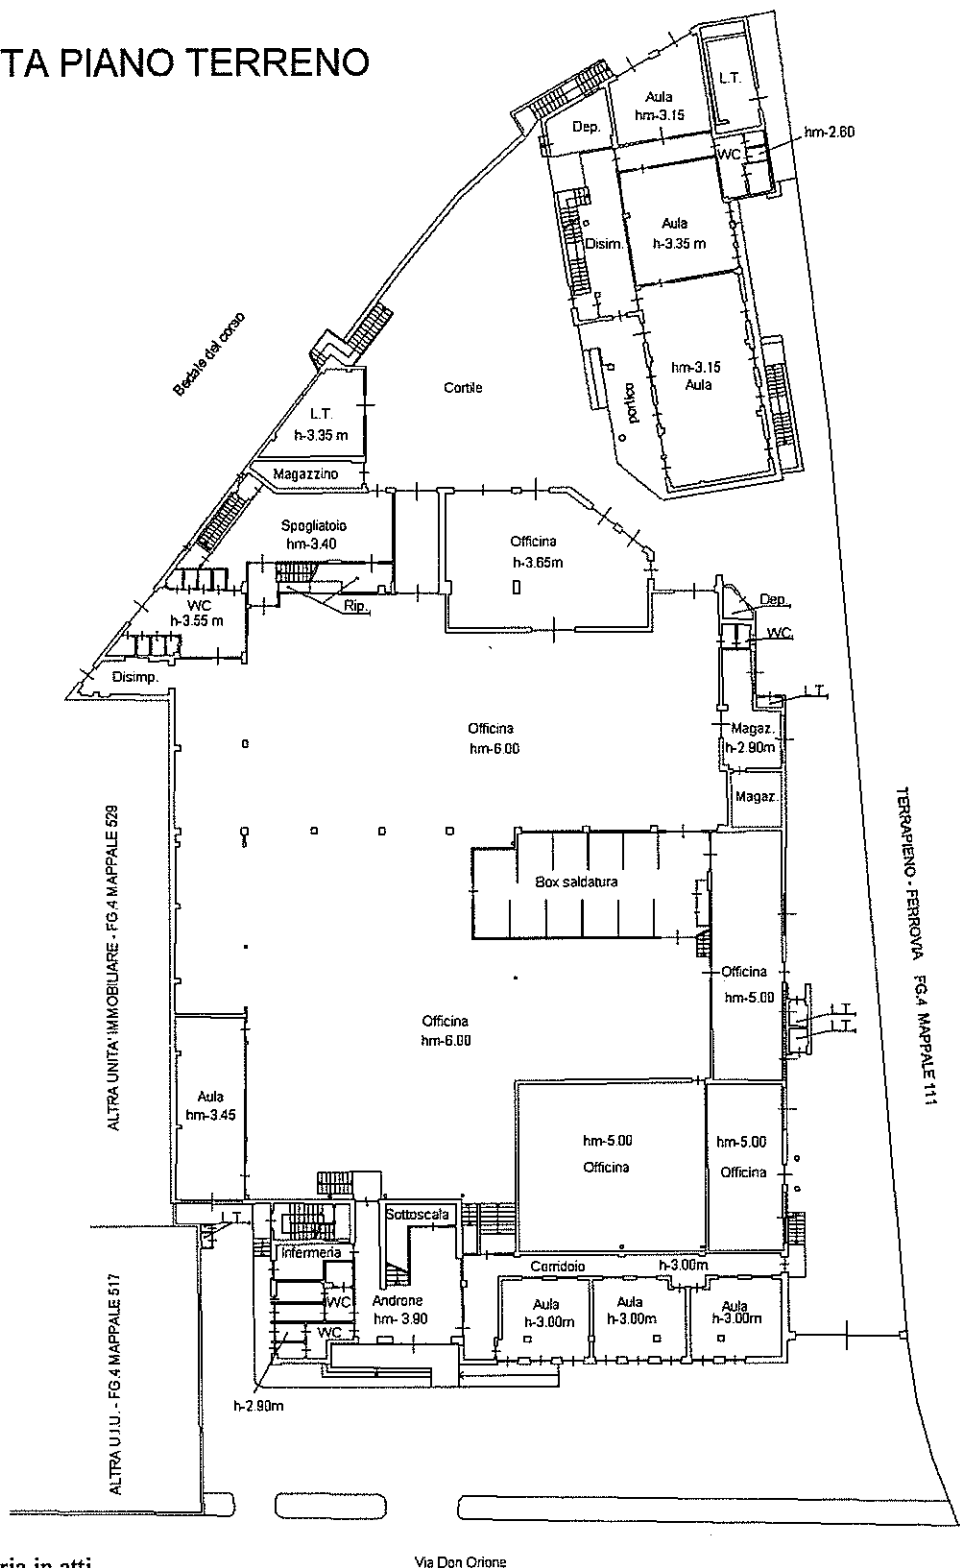 TA PIANO TERRENO
L.T.
Aula
hm-3.15
Dep.
hm-2.60
WC
Aula
h-3.35 m
Disim.
Bedale del corso
hm-3.15
Aula
Cortile
portico
L.T.
h-3.35 m
Magazzino
Spogliatoio
hm-3.40
Officina
h-3.65m
Rip.
WC
h-3.55 m
Dep.
WC
Disimp.
L.T.
Officina
hm-6.00
Magaz.
h-2.90m
Magaz.
ALTRA UNITA' IMMOBILIARE - FG.4 MAPPALE 529
TERRAPIENO - FERROVIA FG.4 MAPPALE 111
Box saldatura
Officina
hm-5.00
L.T.
L.T.
Officina
hm-6.00
Aula
hm-3.45
hm-5.00
Officina
hm-5.00
Officina
L.T.
Sottoscala
Infermeria
Corridoio
h-3.00m
WC
Androne
hm- 3.90
WC
Aula
h-3.00m
Aula
h-3.00m
Aula
h-3.00m
h-2.90m
ALTRA U.I.U. - FG.4 MAPPALE 517
Via Don Orione
ria in atti